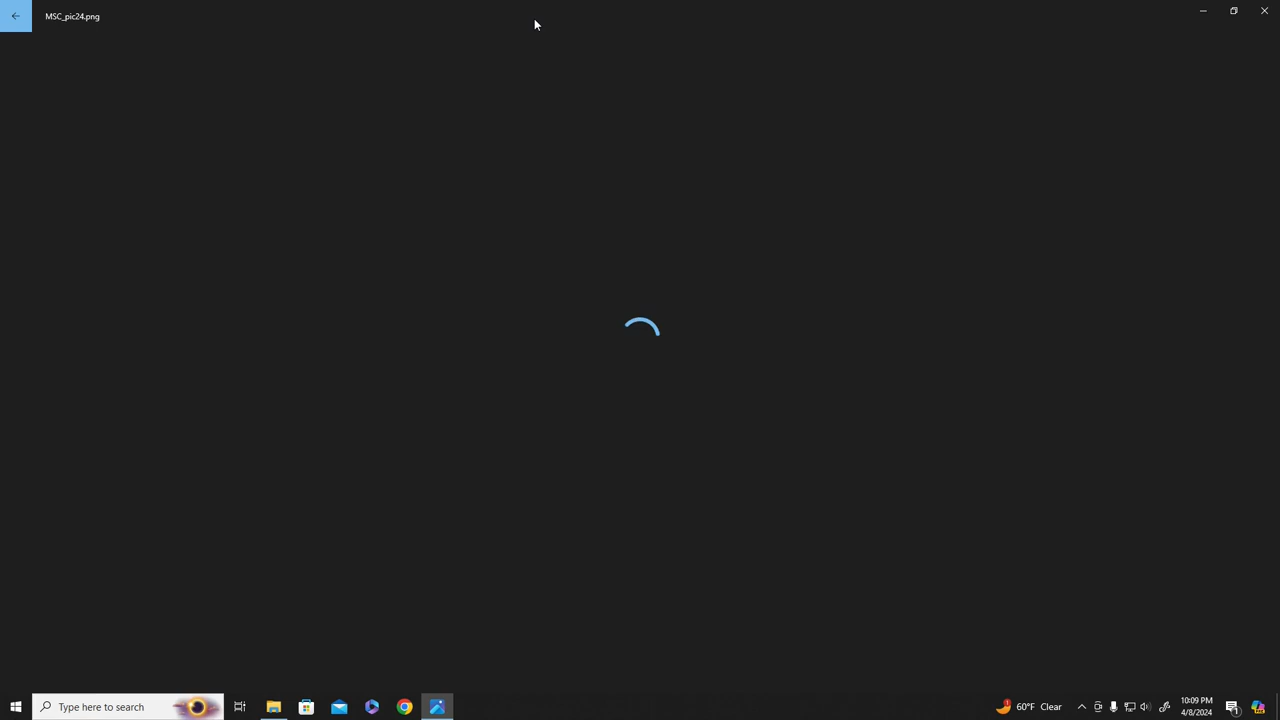 MSC_pic24.png
Type here to search
60°F Clear
10:09 PM
4/8/2024